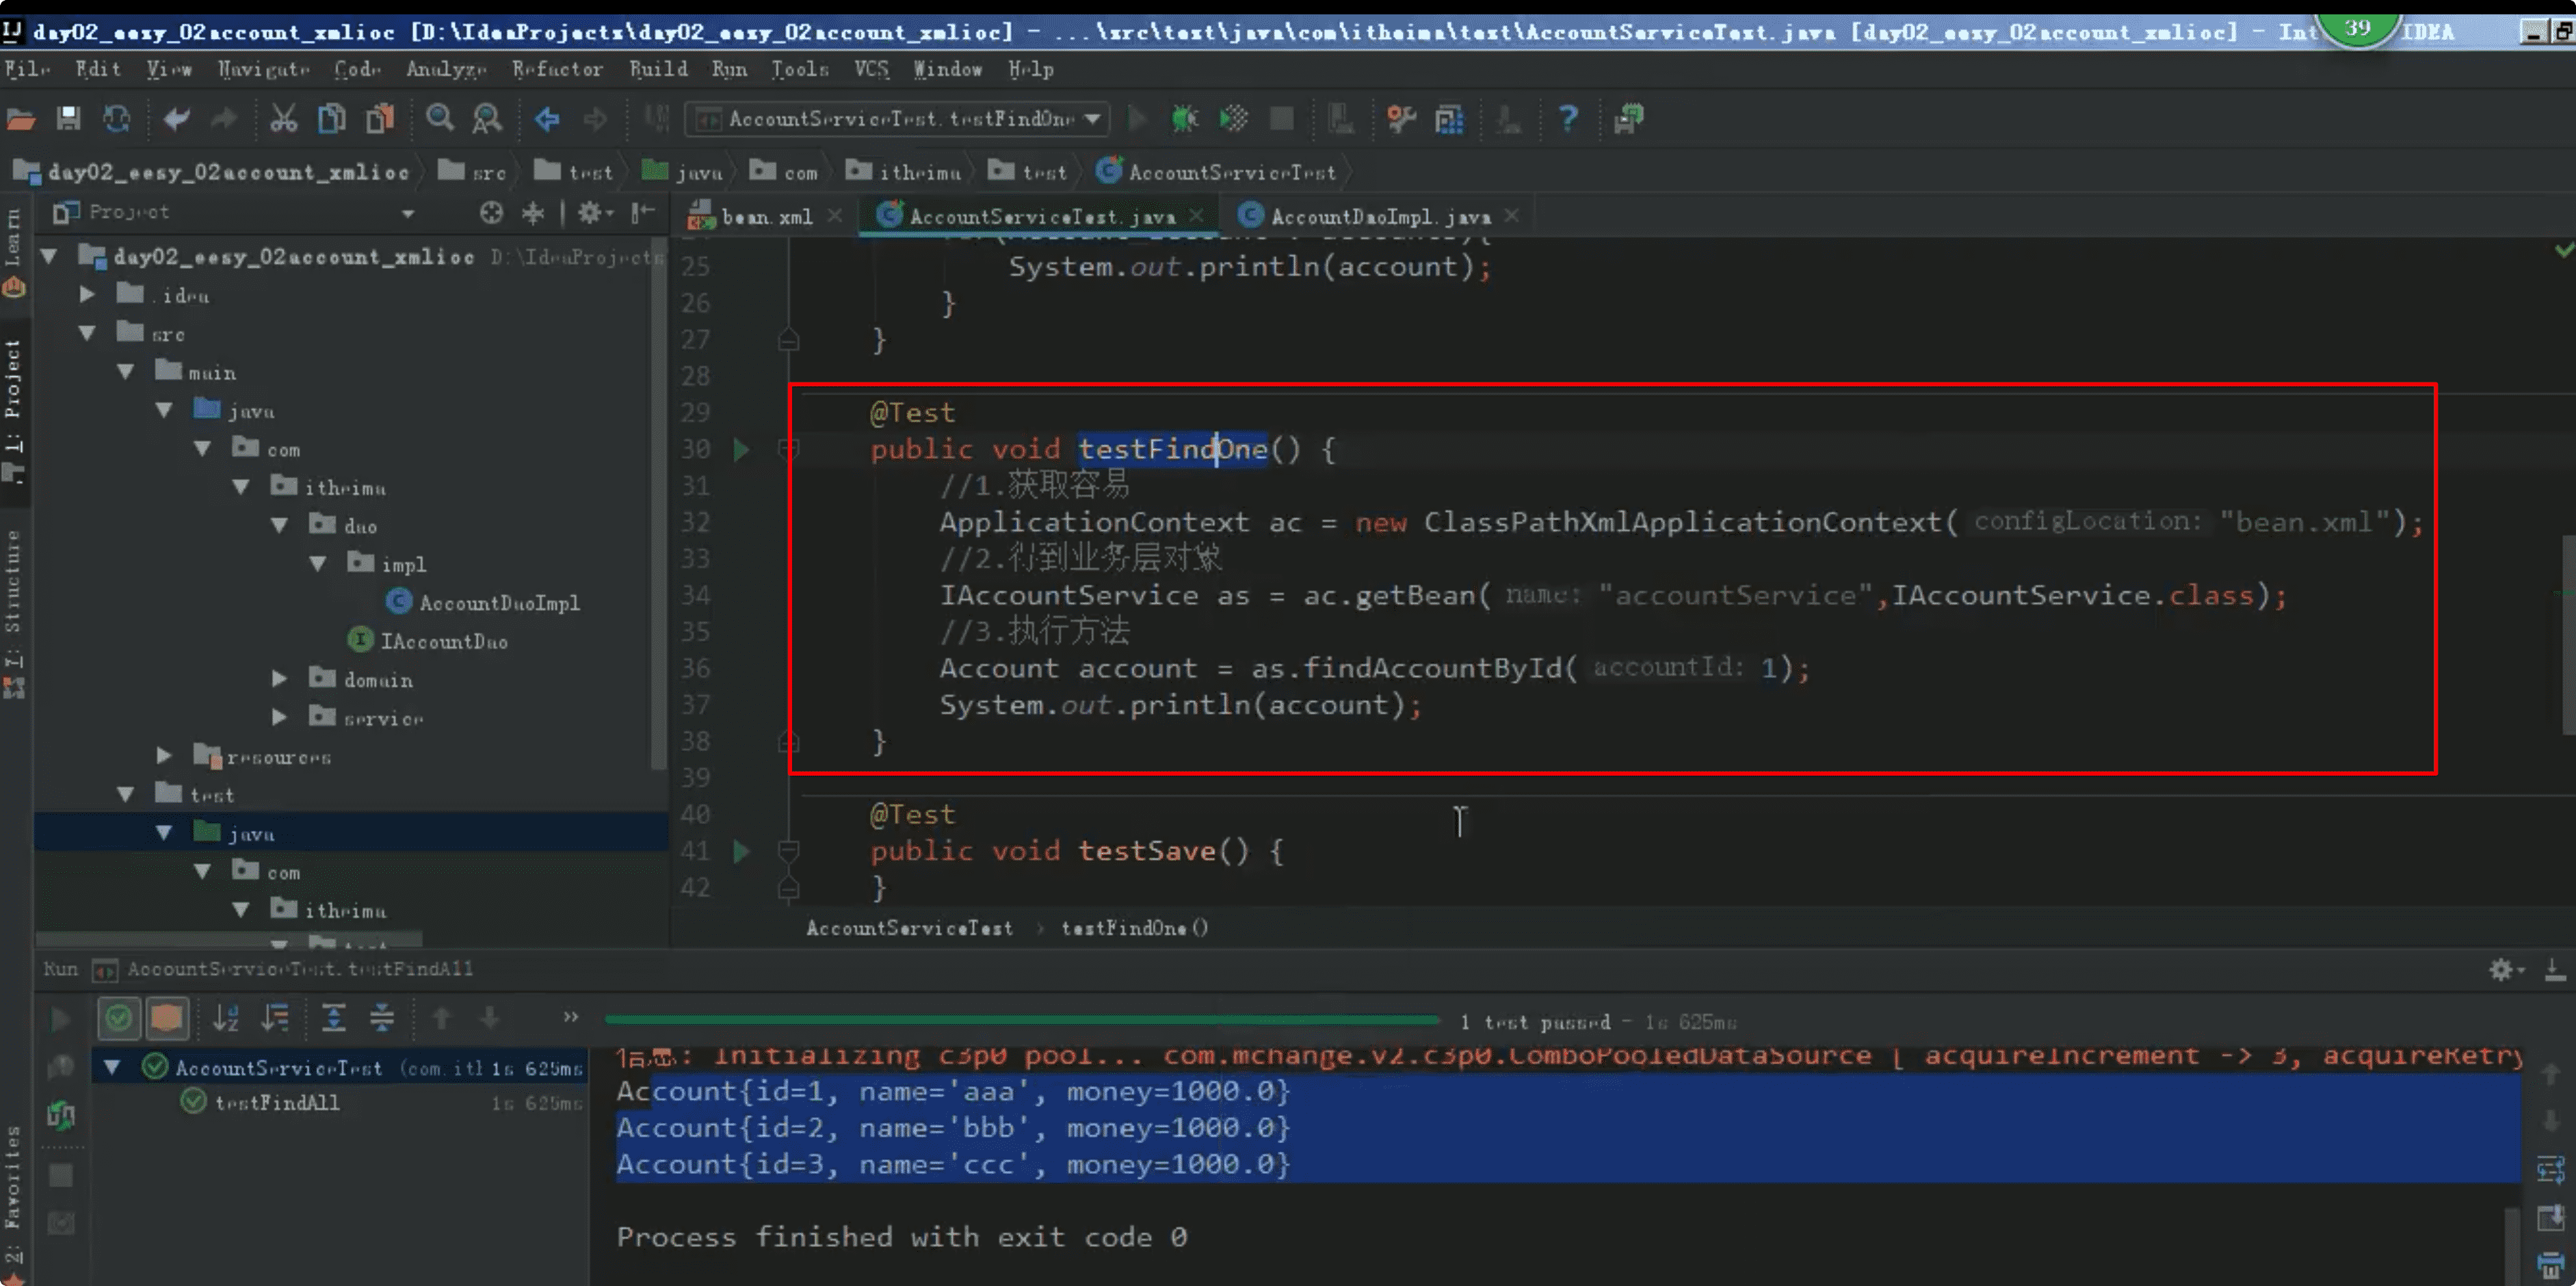 day02_eesy_02account_xmlioc [D:\IdeaProjects\day02_eesy_02account_xmlioc] - ...\src\test\java\com\itheima\test\AccountServiceTest.java [day02_eesy_02account_xmlioc] - Int 39 IDEA
File Edit View Navigate Code Analyze Refactor Build Run Tools VCS Window Help
AccountServiceTest.testFindOne
day02_eesy_02account_xmlioc src test java com itheima test AccountServiceTest
Project
bean.xml AccountServiceTest.java AccountDaoImpl.java
Learn
1: Project
7: Structure
2: Favorites
day02_eesy_02account_xmlioc D:\IdeaProjects
.idea
src
main
java
com
itheima
dao
impl
AccountDaoImpl
IAccountDao
domain
service
resources
test
java
com
itheima
test
25 System.out.println(account);
26 }
27 }
28
29 @Test
30 public void testFindOne() {
31 //1.获取容易
32 ApplicationContext ac = new ClassPathXmlApplicationContext( configLocation: "bean.xml");
33 //2.得到业务层对象
34 IAccountService as = ac.getBean( name: "accountService",IAccountService.class);
35 //3.执行方法
36 Account account = as.findAccountById( accountId: 1);
37 System.out.println(account);
38 }
39
40 @Test
41 public void testSave() {
42 }
AccountServiceTest › testFindOne()
Run AccountServiceTest.testFindAll
» 1 test passed - 1s 625ms
AccountServiceTest (com.itl 1s 625ms
testFindAll 1s 625ms
信息: Initializing c3p0 pool... com.mchange.v2.c3p0.ComboPooledDataSource [ acquireIncrement -> 3, acquireRetry
Account{id=1, name='aaa', money=1000.0}
Account{id=2, name='bbb', money=1000.0}
Account{id=3, name='ccc', money=1000.0}
Process finished with exit code 0